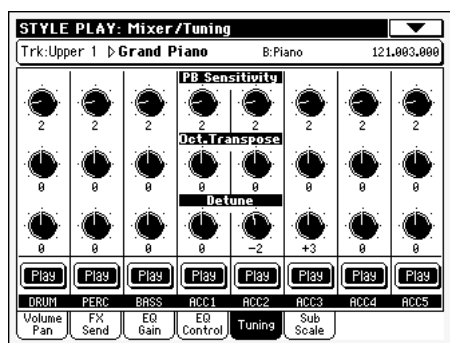 STYLE PLAY: Mixer/Tuning
Trk:Upper 1 ▷Grand Piano B:Piano 121.003.000
PB Sensitivity
2 2 2 2 2 2 2 2
Oct.Transpose
0 0 0 0 0 0 0 0
Detune
0 0 0 0 -2 +3 0 0
Play Play Play Play Play Play Play Play
DRUM PERC BASS ACC1 ACC2 ACC3 ACC4 ACC5
Volume Pan FX Send EQ Gain EQ Control Tuning Sub Scale